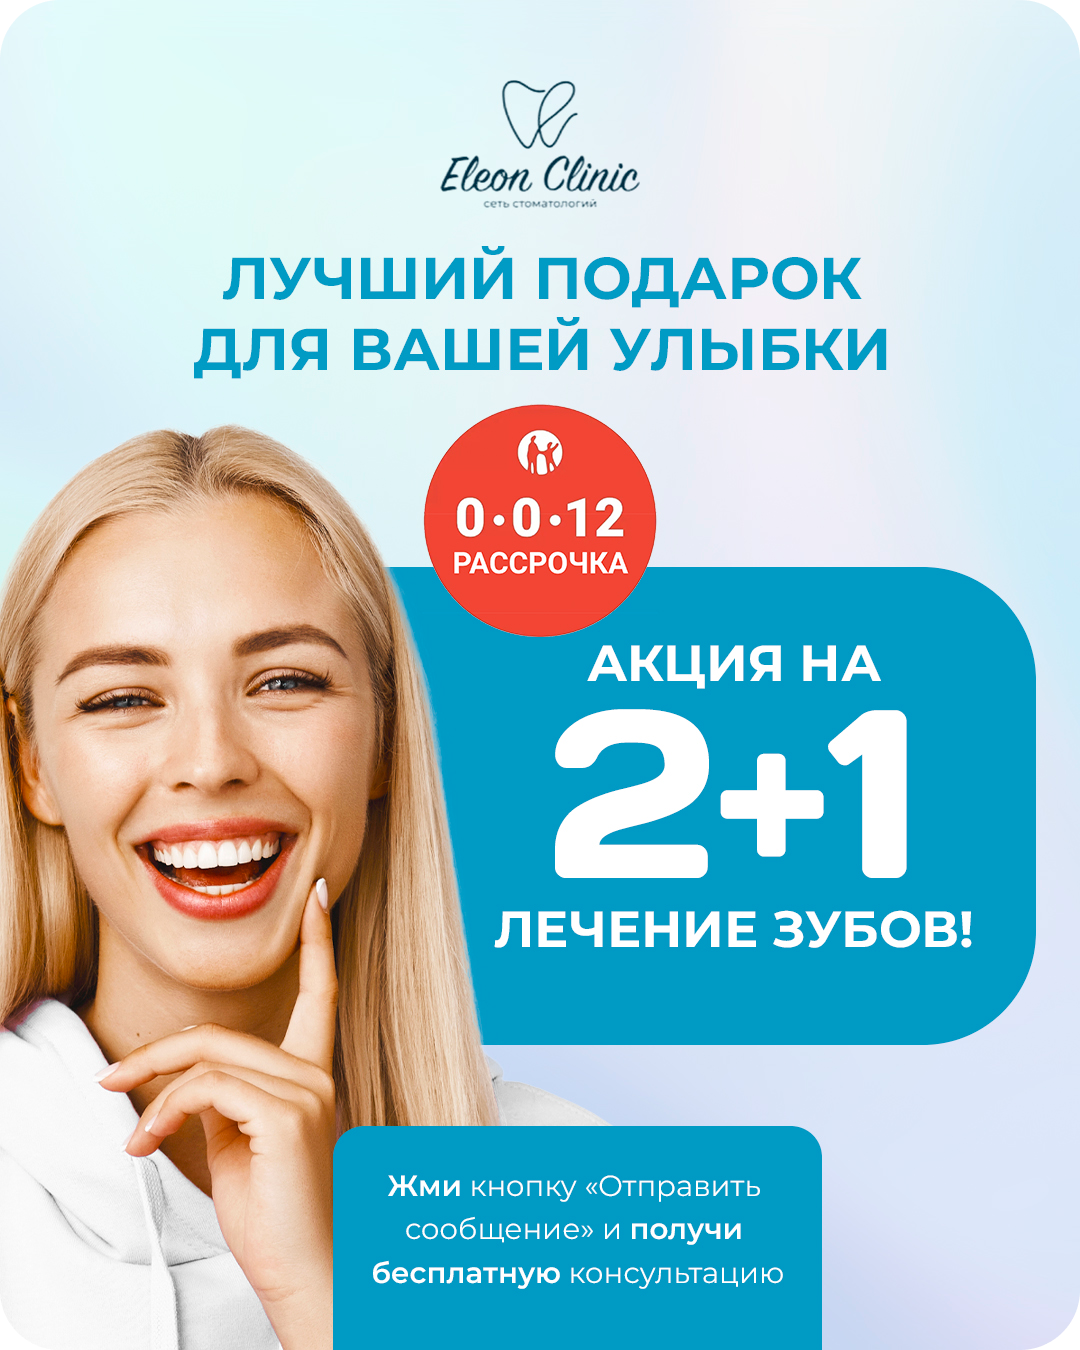 Eleon Clinic
сеть стоматологий
ЛУЧШИЙ ПОДАРОК
ДЛЯ ВАШЕЙ УЛЫБКИ
0•0•12
РАССРОЧКА
АКЦИЯ НА
2+1
ЛЕЧЕНИЕ ЗУБОВ!
Жми кнопку «Отправить
сообщение» и получи
бесплатную консультацию